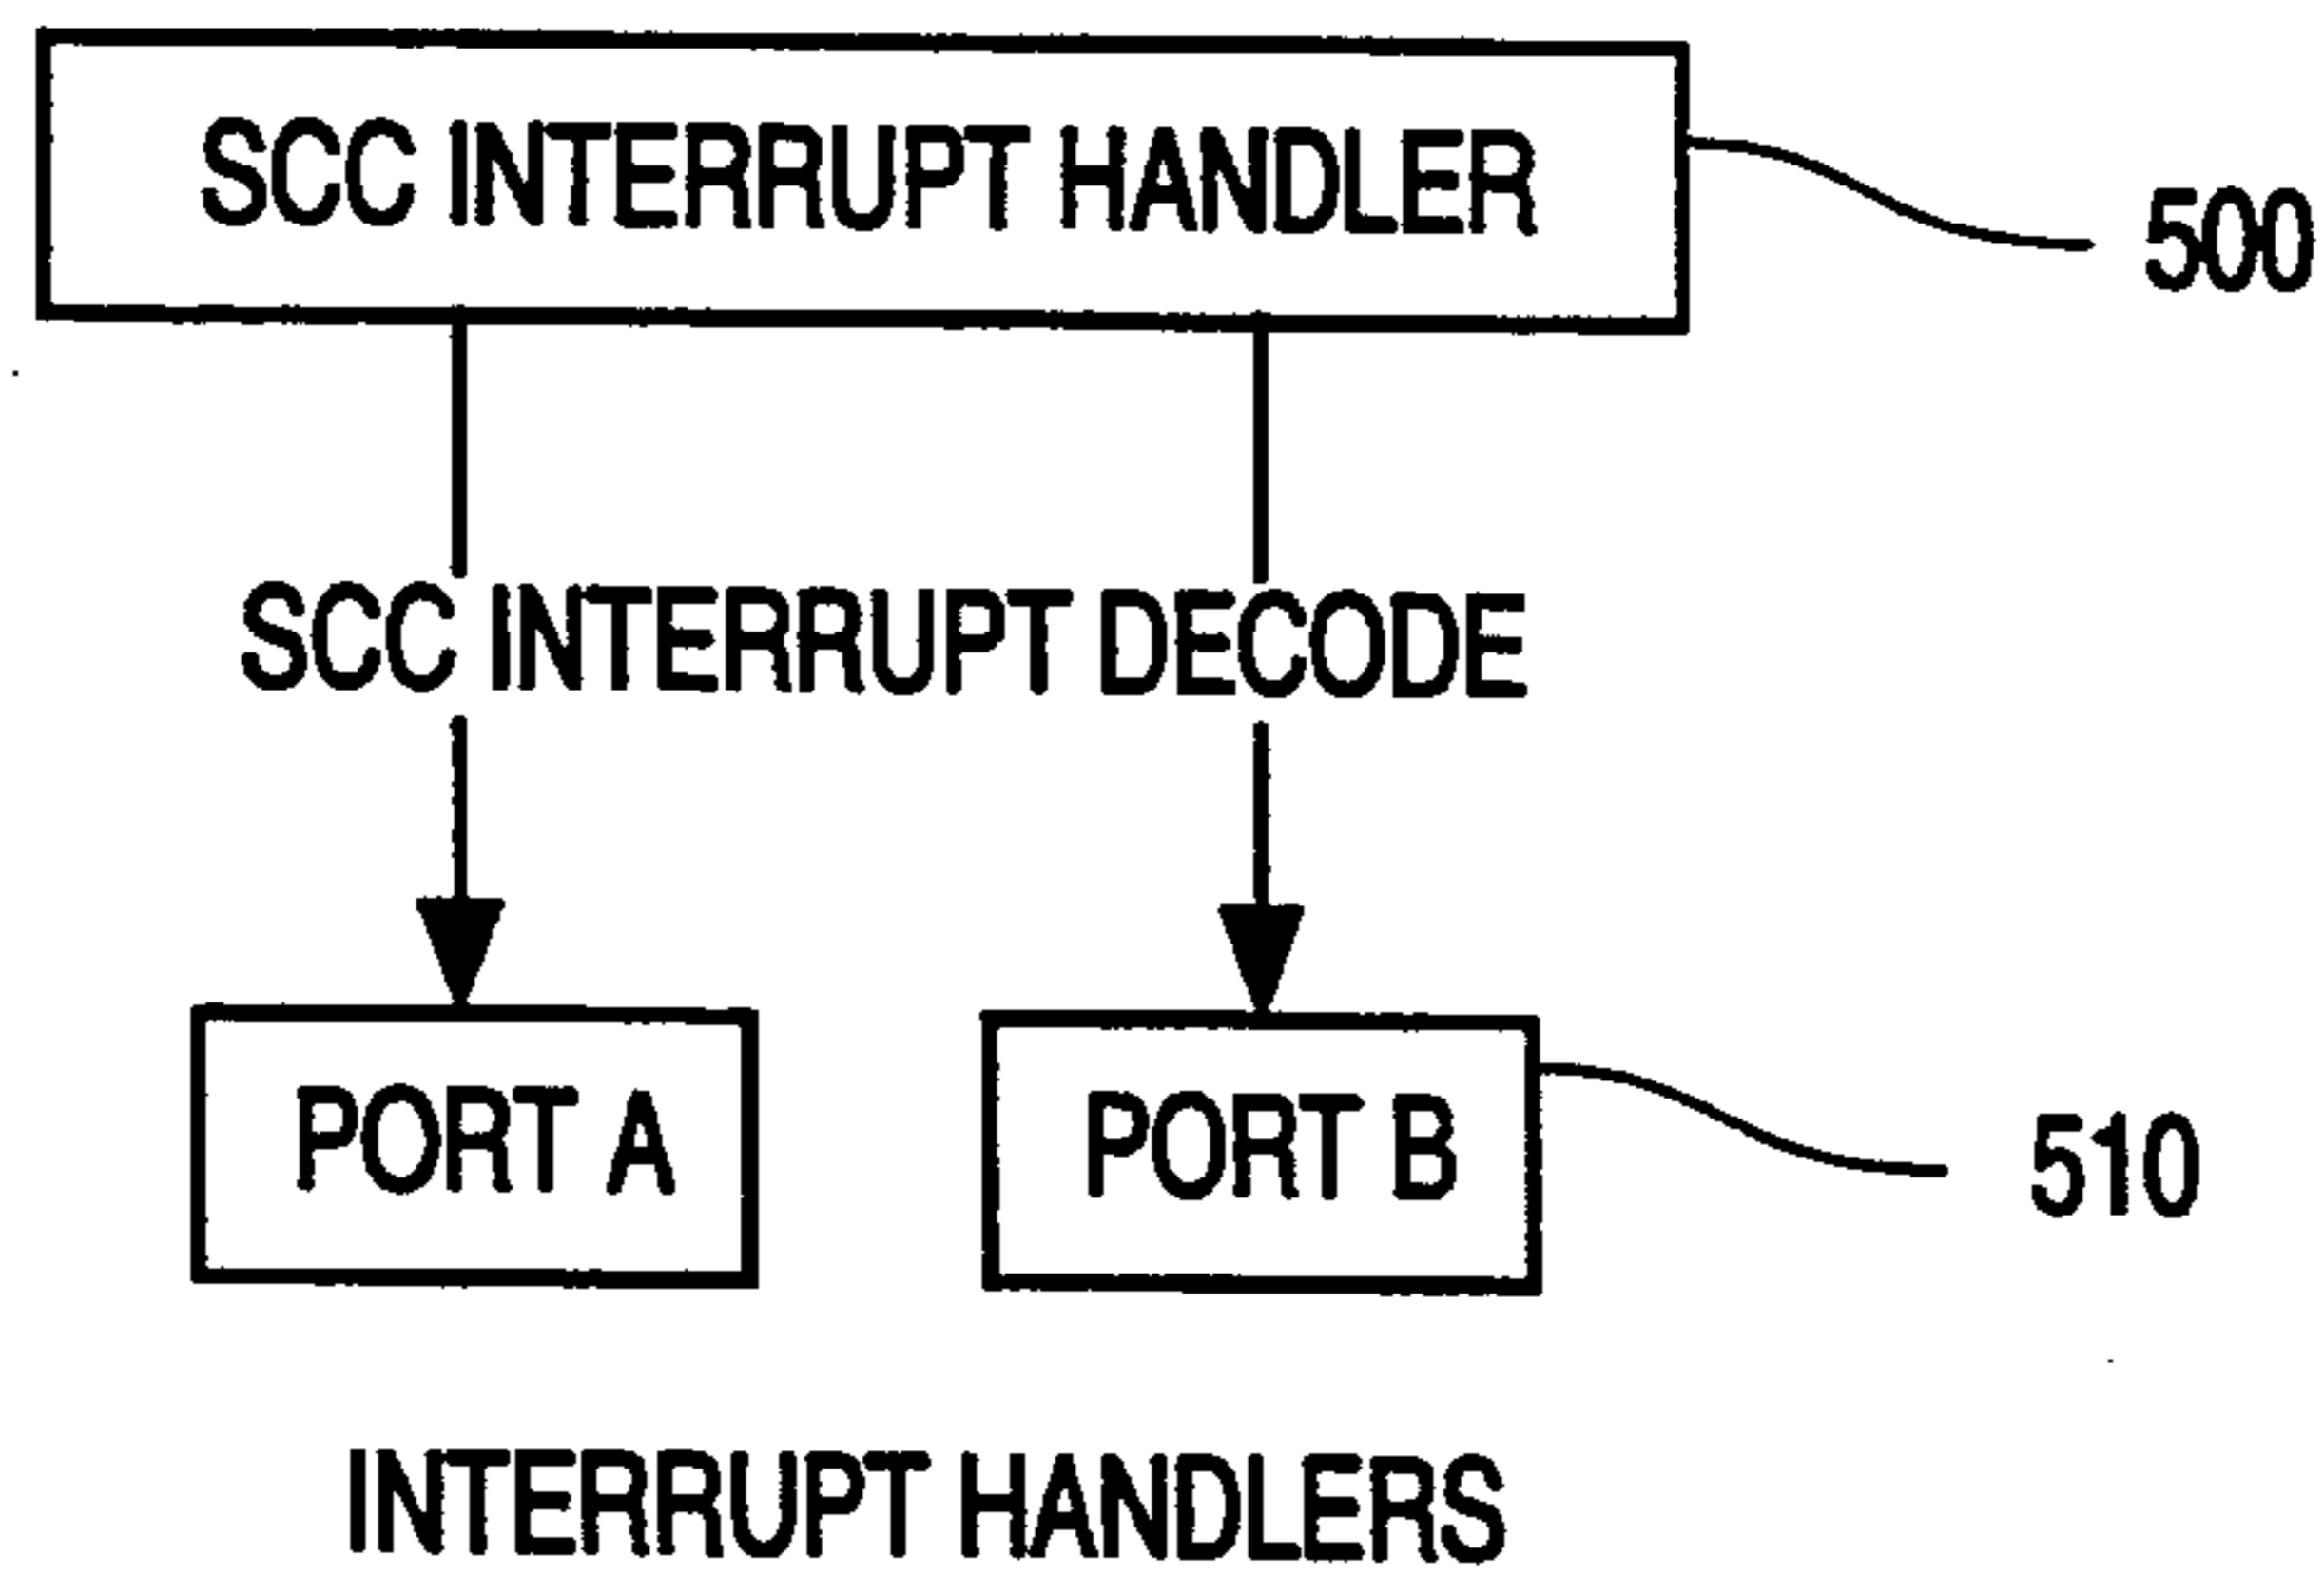 SCC INTERRUPT HANDLER
500
SCC INTERRUPT DECODE
PORT A
PORT B
510
INTERRUPT HANDLERS